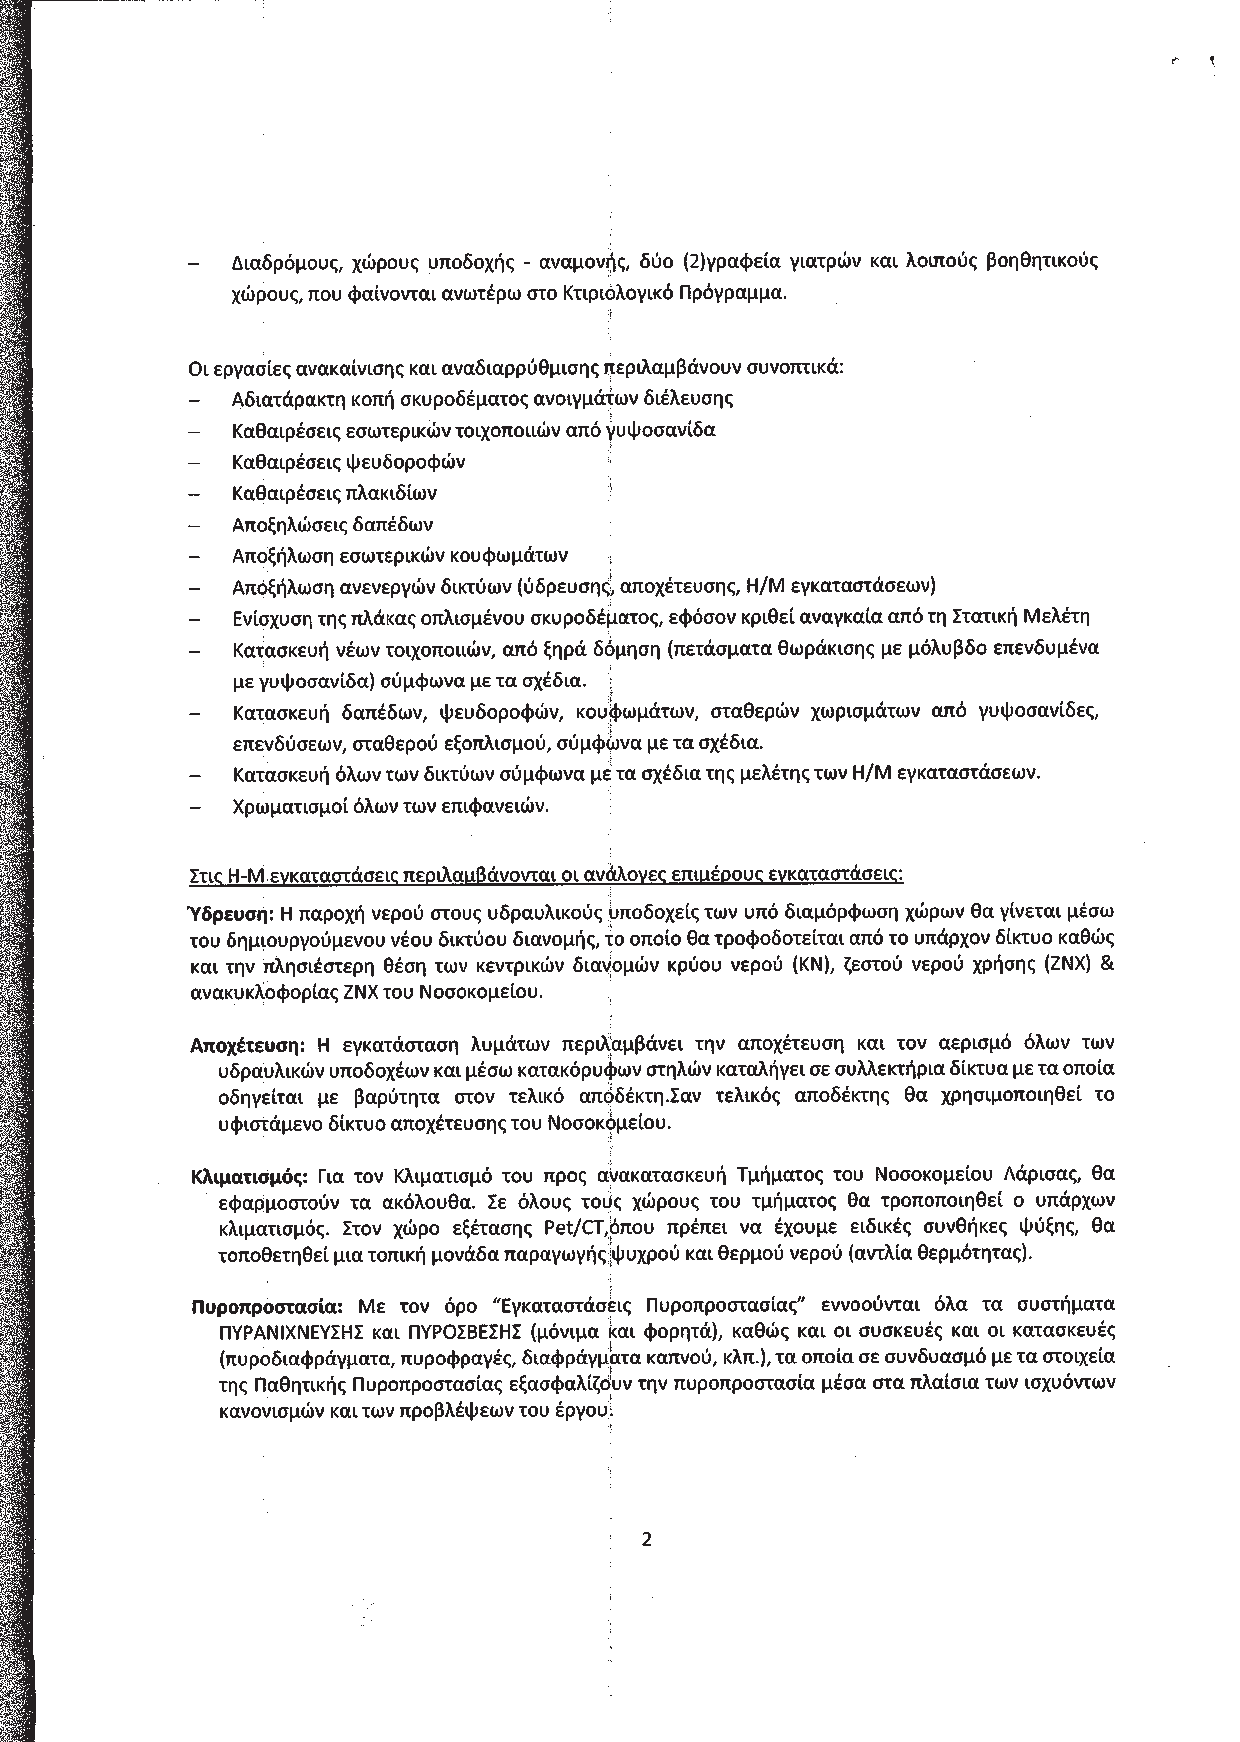 – Διαδρόμους, χώρους υποδοχής - αναμονής, δύο (2)γραφεία γιατρών και λοιπούς βοηθητικούς
χώρους, που φαίνονται ανωτέρω στο Κτιριολογικό Πρόγραμμα.
Οι εργασίες ανακαίνισης και αναδιαρρύθμισης περιλαμβάνουν συνοπτικά:
– Αδιατάρακτη κοπή σκυροδέματος ανοιγμάτων διέλευσης
– Καθαιρέσεις εσωτερικών τοιχοποιιών από γυψοσανίδα
– Καθαιρέσεις ψευδοροφών
– Καθαιρέσεις πλακιδίων
– Αποξηλώσεις δαπέδων
– Αποξήλωση εσωτερικών κουφωμάτων
– Αποξήλωση ανενεργών δικτύων (ύδρευσης, αποχέτευσης, Η/Μ εγκαταστάσεων)
– Ενίσχυση της πλάκας οπλισμένου σκυροδέματος, εφόσον κριθεί αναγκαία από τη Στατική Μελέτη
– Κατασκευή νέων τοιχοποιιών, από ξηρά δόμηση (πετάσματα θωράκισης με μόλυβδο επενδυμένα
με γυψοσανίδα) σύμφωνα με τα σχέδια.
– Κατασκευή δαπέδων, ψευδοροφών, κουφωμάτων, σταθερών χωρισμάτων από γυψοσανίδες,
επενδύσεων, σταθερού εξοπλισμού, σύμφωνα με τα σχέδια.
– Κατασκευή όλων των δικτύων σύμφωνα με τα σχέδια της μελέτης των Η/Μ εγκαταστάσεων.
– Χρωματισμοί όλων των επιφανειών.
Στις Η-Μ εγκαταστάσεις περιλαμβάνονται οι ανάλογες επιμέρους εγκαταστάσεις:
Ύδρευση: Η παροχή νερού στους υδραυλικούς υποδοχείς των υπό διαμόρφωση χώρων θα γίνεται μέσω
του δημιουργούμενου νέου δικτύου διανομής, το οποίο θα τροφοδοτείται από το υπάρχον δίκτυο καθώς
και την πλησιέστερη θέση των κεντρικών διανομών κρύου νερού (ΚΝ), ζεστού νερού χρήσης (ΖΝΧ) &
ανακυκλοφορίας ΖΝΧ του Νοσοκομείου.
Αποχέτευση: Η εγκατάσταση λυμάτων περιλαμβάνει την αποχέτευση και τον αερισμό όλων των
υδραυλικών υποδοχέων και μέσω κατακόρυφων στηλών καταλήγει σε συλλεκτήρια δίκτυα με τα οποία
οδηγείται με βαρύτητα στον τελικό αποδέκτη.Σαν τελικός αποδέκτης θα χρησιμοποιηθεί το
υφιστάμενο δίκτυο αποχέτευσης του Νοσοκομείου.
Κλιματισμός: Για τον Κλιματισμό του προς ανακατασκευή Τμήματος του Νοσοκομείου Λάρισας, θα
εφαρμοστούν τα ακόλουθα. Σε όλους τους χώρους του τμήματος θα τροποποιηθεί ο υπάρχων
κλιματισμός. Στον χώρο εξέτασης Pet/CT,όπου πρέπει να έχουμε ειδικές συνθήκες ψύξης, θα
τοποθετηθεί μια τοπική μονάδα παραγωγής ψυχρού και θερμού νερού (αντλία θερμότητας).
Πυροπροστασία: Με τον όρο "Εγκαταστάσεις Πυροπροστασίας" εννοούνται όλα τα συστήματα
ΠΥΡΑΝΙΧΝΕΥΣΗΣ και ΠΥΡΟΣΒΕΣΗΣ (μόνιμα και φορητά), καθώς και οι συσκευές και οι κατασκευές
(πυροδιαφράγματα, πυροφραγές, διαφράγματα καπνού, κλπ.), τα οποία σε συνδυασμό με τα στοιχεία
της Παθητικής Πυροπροστασίας εξασφαλίζουν την πυροπροστασία μέσα στα πλαίσια των ισχυόντων
κανονισμών και των προβλέψεων του έργου.
2